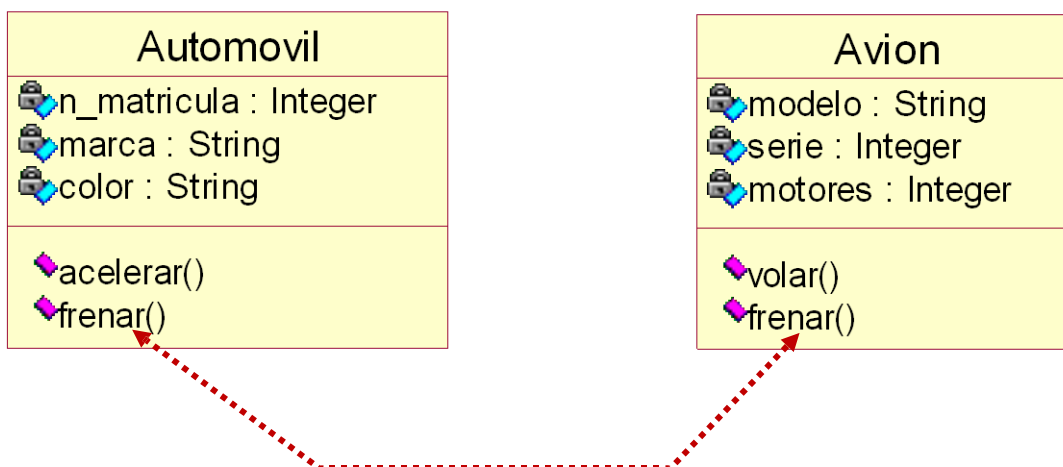 Automovil
n_matricula : Integer
marca : String
color : String
acelerar()
frenar()
Avion
modelo : String
serie : Integer
motores : Integer
volar()
frenar()